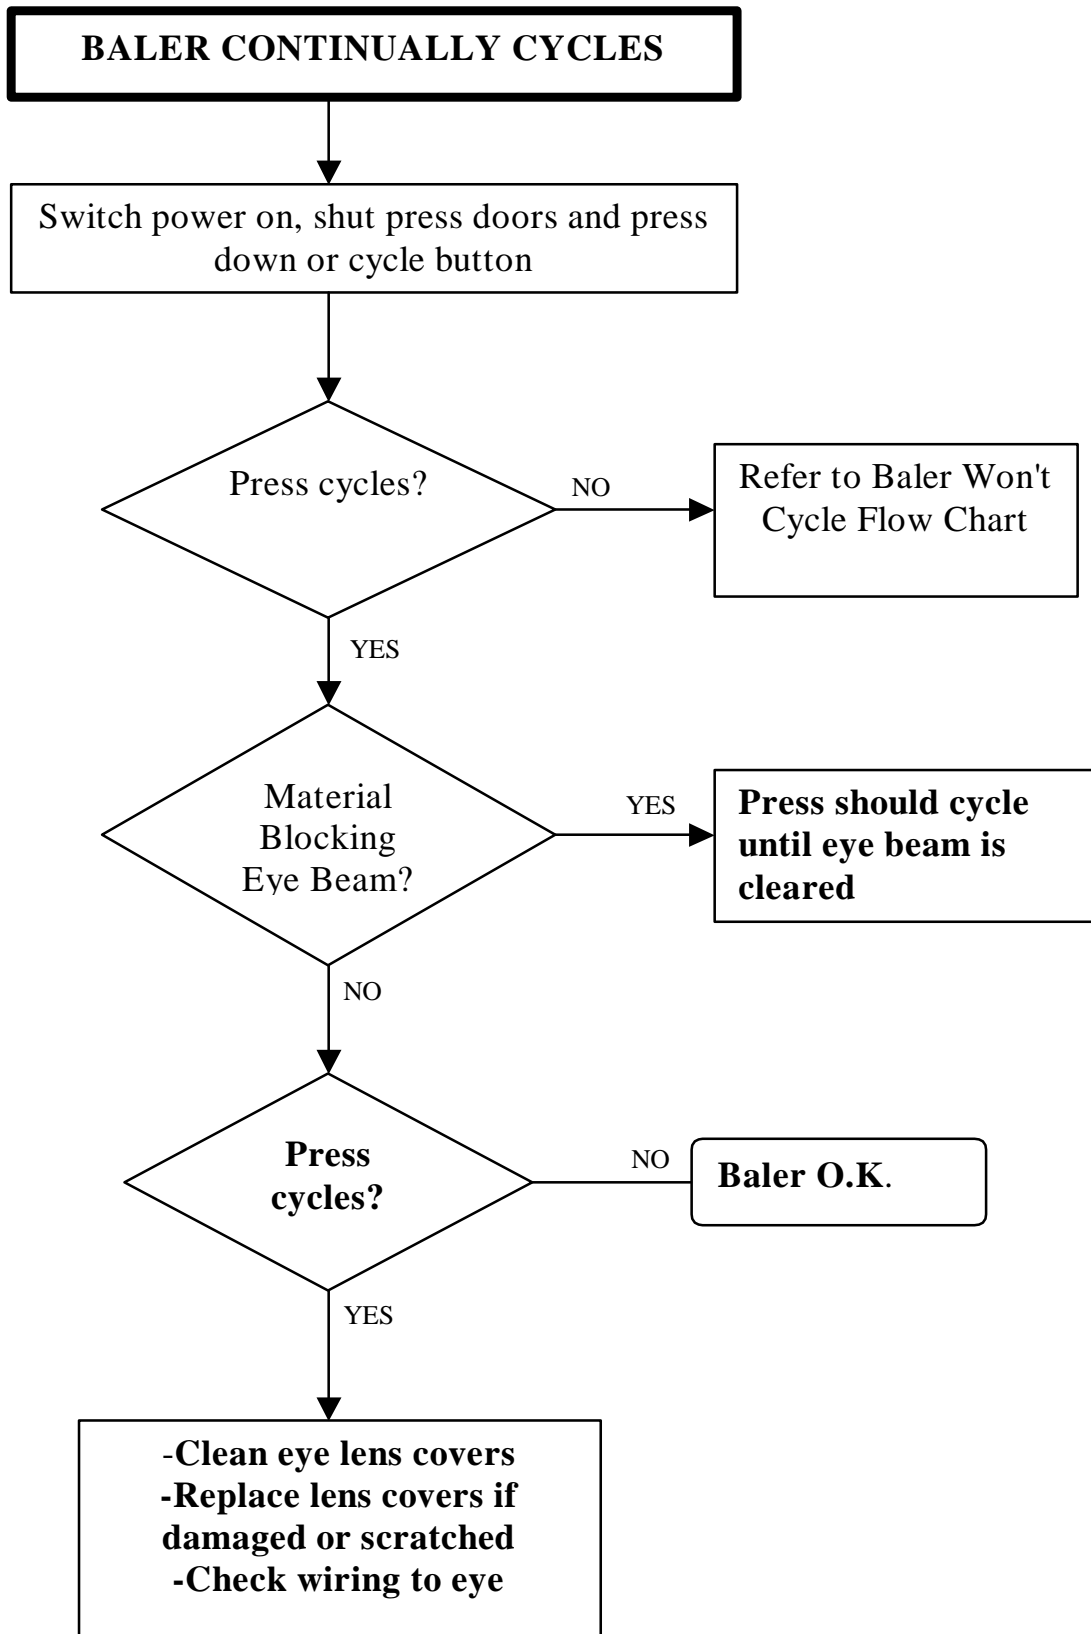 BALER CONTINUALLY CYCLES
Switch power on, shut press doors and press
down or cycle button
Press cycles?
NO
Refer to Baler Won't
Cycle Flow Chart
YES
Material
Blocking
Eye Beam?
YES
Press should cycle
until eye beam is
cleared
NO
Press
cycles?
NO
Baler O.K.
YES
-Clean eye lens covers
-Replace lens covers if
damaged or scratched
-Check wiring to eye